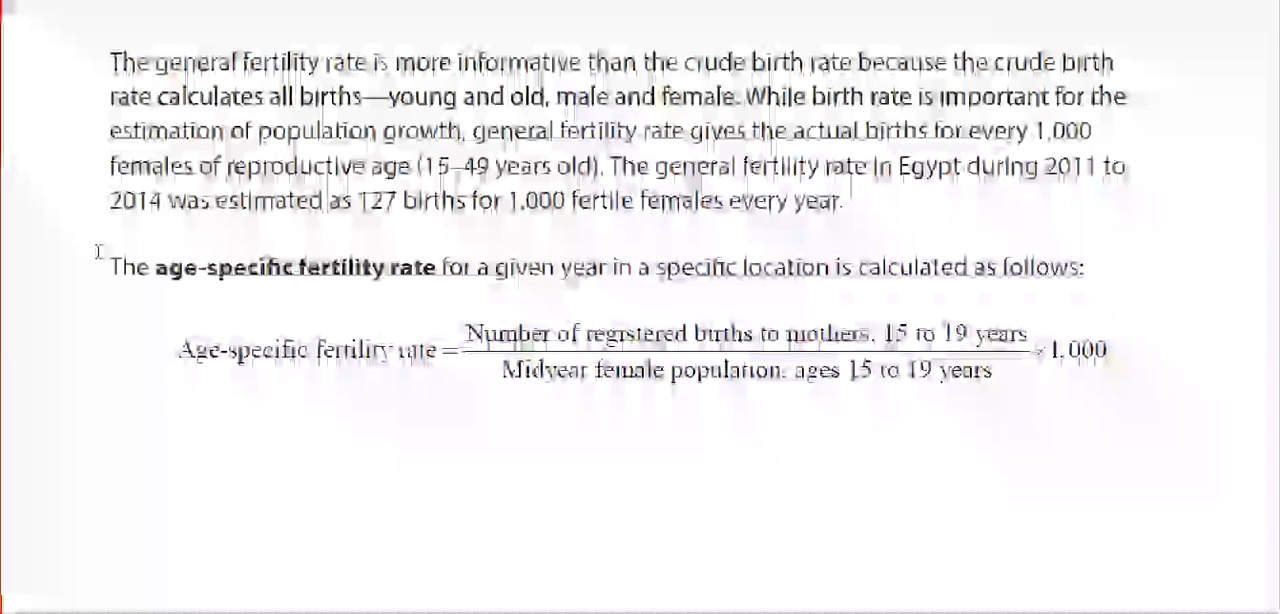 The general fertility rate is more informative than the crude birth rate because the crude birth
rate calculates all births—young and old, male and female. While birth rate is important for the
estimation of population growth, general fertility rate gives the actual births for every 1,000
females of reproductive age (15–49 years old). The general fertility rate in Egypt during 2011 to
2014 was estimated as 127 births for 1,000 fertile females every year.
The age-specific fertility rate for a given year in a specific location is calculated as follows:
Number of registered births to mothers, 15 to 19 years
Age-specific fertility rate = × 1,000
Midyear female population, ages 15 to 19 years